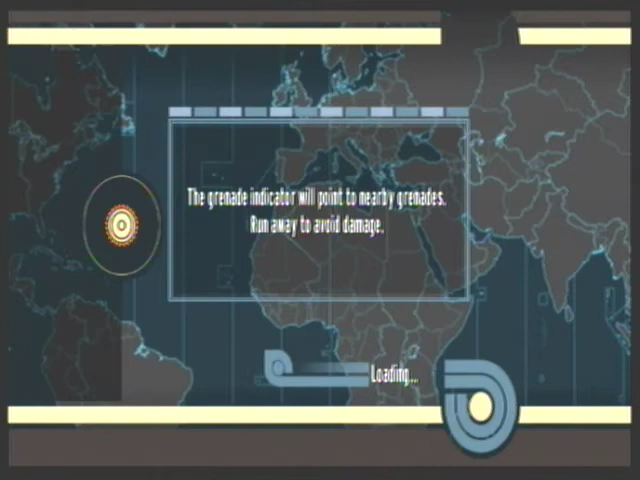 The grenade indicator will point to nearby grenades.
Run away to avoid damage.
Loading...